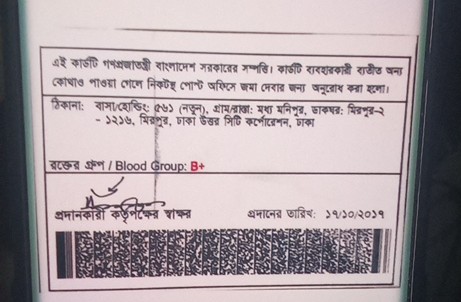 এই কার্ডটি গণপ্রজাতন্ত্রী বাংলাদেশ সরকারের সম্পত্তি। কার্ডটি ব্যবহারকারী ব্যতীত অন্য
কোথাও পাওয়া গেলে নিকটস্থ পোস্ট অফিসে জমা দেবার জন্য অনুরোধ করা হলো।
ঠিকানা: বাসা/হোল্ডিং: ৫৬১ (নতুন), গ্রাম/রাস্তা: মধ্য মনিপুর, ডাকঘর: মিরপুর-২
- ১২১৬, মিরপুর, ঢাকা উত্তর সিটি কর্পোরেশন, ঢাকা
রক্তের গ্রুপ / Blood Group: B+
প্রদানকারী কর্তৃপক্ষের স্বাক্ষর প্রদানের তারিখ: ১৭/১০/২০১৭